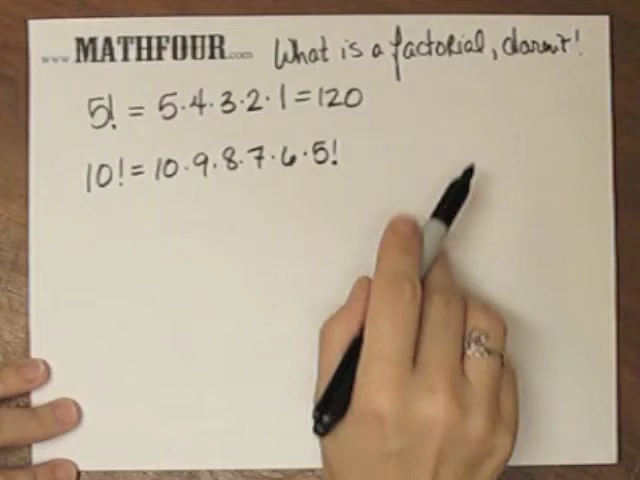 www.MATHFOUR.com What is a factorial, darnit!
5! = 5·4·3·2·1 = 120
10! = 10·9·8·7·6·5!